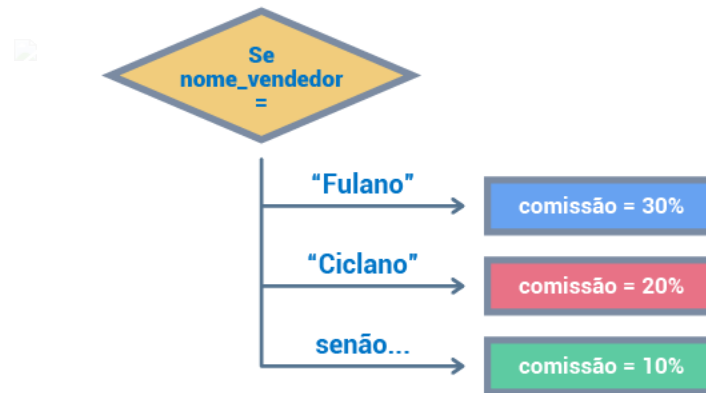 Se
nome_vendedor
=
“Fulano”
comissão = 30%
“Ciclano”
comissão = 20%
senão...
comissão = 10%